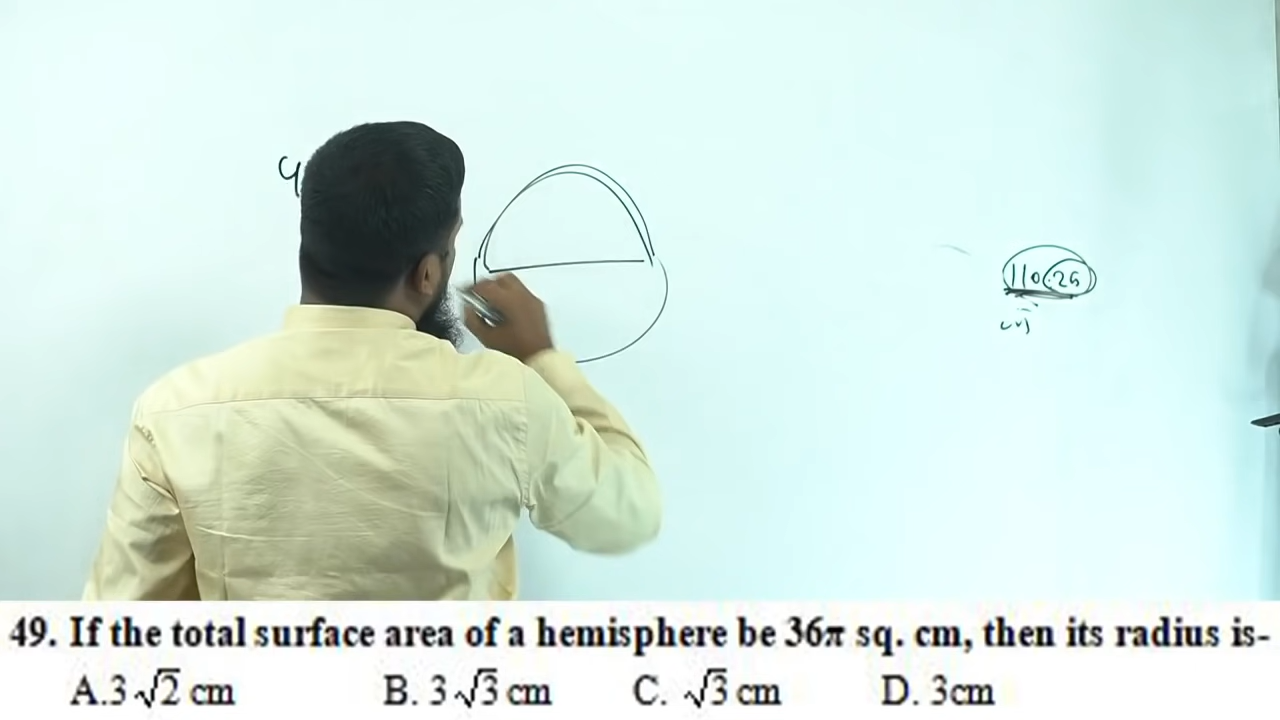 110.25
49. If the total surface area of a hemisphere be 36π sq. cm, then its radius is-
A.3√2 cm B. 3√3 cm C. √3 cm D. 3cm